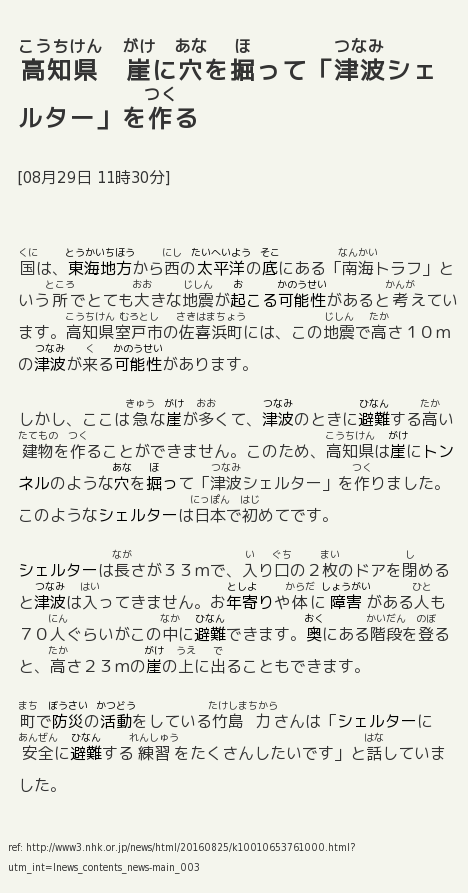 こうちけん がけ あな ほ つなみ
高知県 崖に穴を掘って「津波シェ
つく
ルター」を作る
[08月29日 11時30分]
くに とうかいちほう にし たいへいよう そこ なんかい
国は、東海地方から西の太平洋の底にある「南海トラフ」と
ところ おお じしん お かのうせい かんが
いう所でとても大きな地震が起こる可能性があると考えてい
こうちけん むろとし さきはまちょう じしん たか
ます。高知県室戸市の佐喜浜町には、この地震で高さ１０ｍ
つなみ く かのうせい
の津波が来る可能性があります。
きゅう がけ おお つなみ ひなん たか
しかし、ここは急な崖が多くて、津波のときに避難する高い
たてもの つく こうちけん がけ
建物を作ることができません。このため、高知県は崖にトン
あな ほ つなみ つく
ネルのような穴を掘って「津波シェルター」を作りました。
にっぽん はじ
このようなシェルターは日本で初めてです。
なが い ぐち まい し
シェルターは長さが３３ｍで、入り口の２枚のドアを閉める
つなみ はい としよ からだ しょうがい ひと
と津波は入ってきません。お年寄りや体に障害がある人も
にん なか ひなん おく かいだん のぼ
７０人ぐらいがこの中に避難できます。奥にある階段を登る
たか がけ うえ で
と、高さ２３ｍの崖の上に出ることもできます。
まち ぼうさい かつどう たけしまちから
町で防災の活動をしている竹島 力さんは「シェルターに
あんぜん ひなん れんしゅう はな
安全に避難する練習をたくさんしたいです」と話していま
した。
ref: http://www3.nhk.or.jp/news/html/20160825/k10010653761000.html?
utm_int=lnews_contents_news-main_003